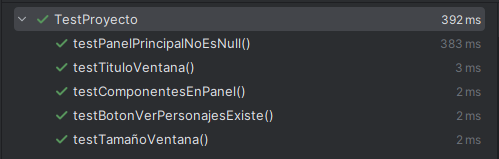 TestProyecto 392 ms
testPanelPrincipalNoEsNull() 383 ms
testTituloVentana() 3 ms
testComponentesEnPanel() 2 ms
testBotonVerPersonajesExiste() 2 ms
testTamañoVentana() 2 ms